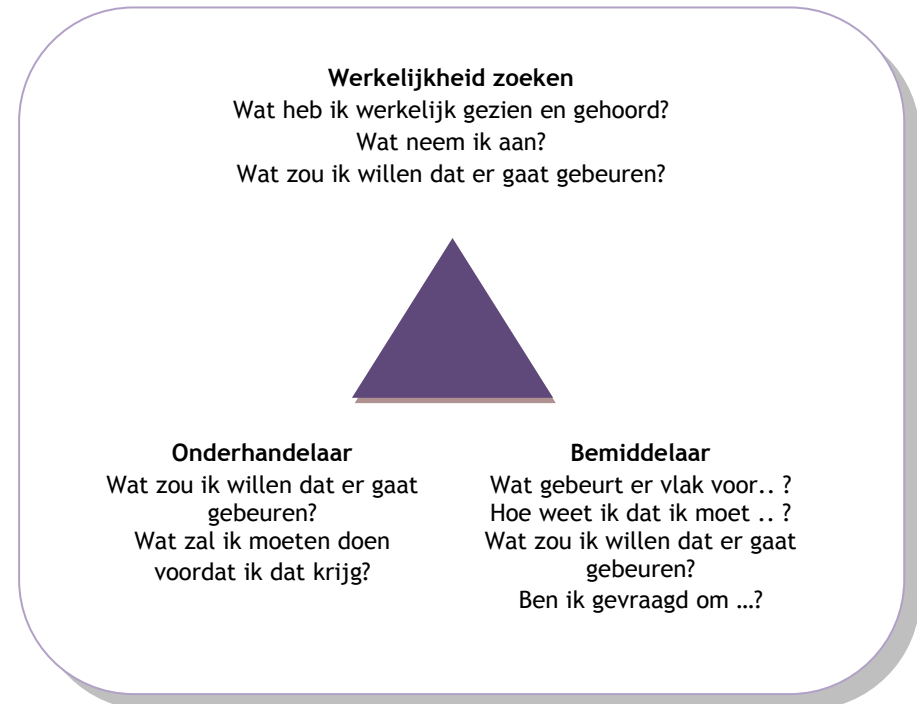 Werkelijkheid zoeken
Wat heb ik werkelijk gezien en gehoord?
Wat neem ik aan?
Wat zou ik willen dat er gaat gebeuren?
Onderhandelaar
Wat zou ik willen dat er gaat
gebeuren?
Wat zal ik moeten doen
voordat ik dat krijg?
Bemiddelaar
Wat gebeurt er vlak voor.. ?
Hoe weet ik dat ik moet .. ?
Wat zou ik willen dat er gaat
gebeuren?
Ben ik gevraagd om …?